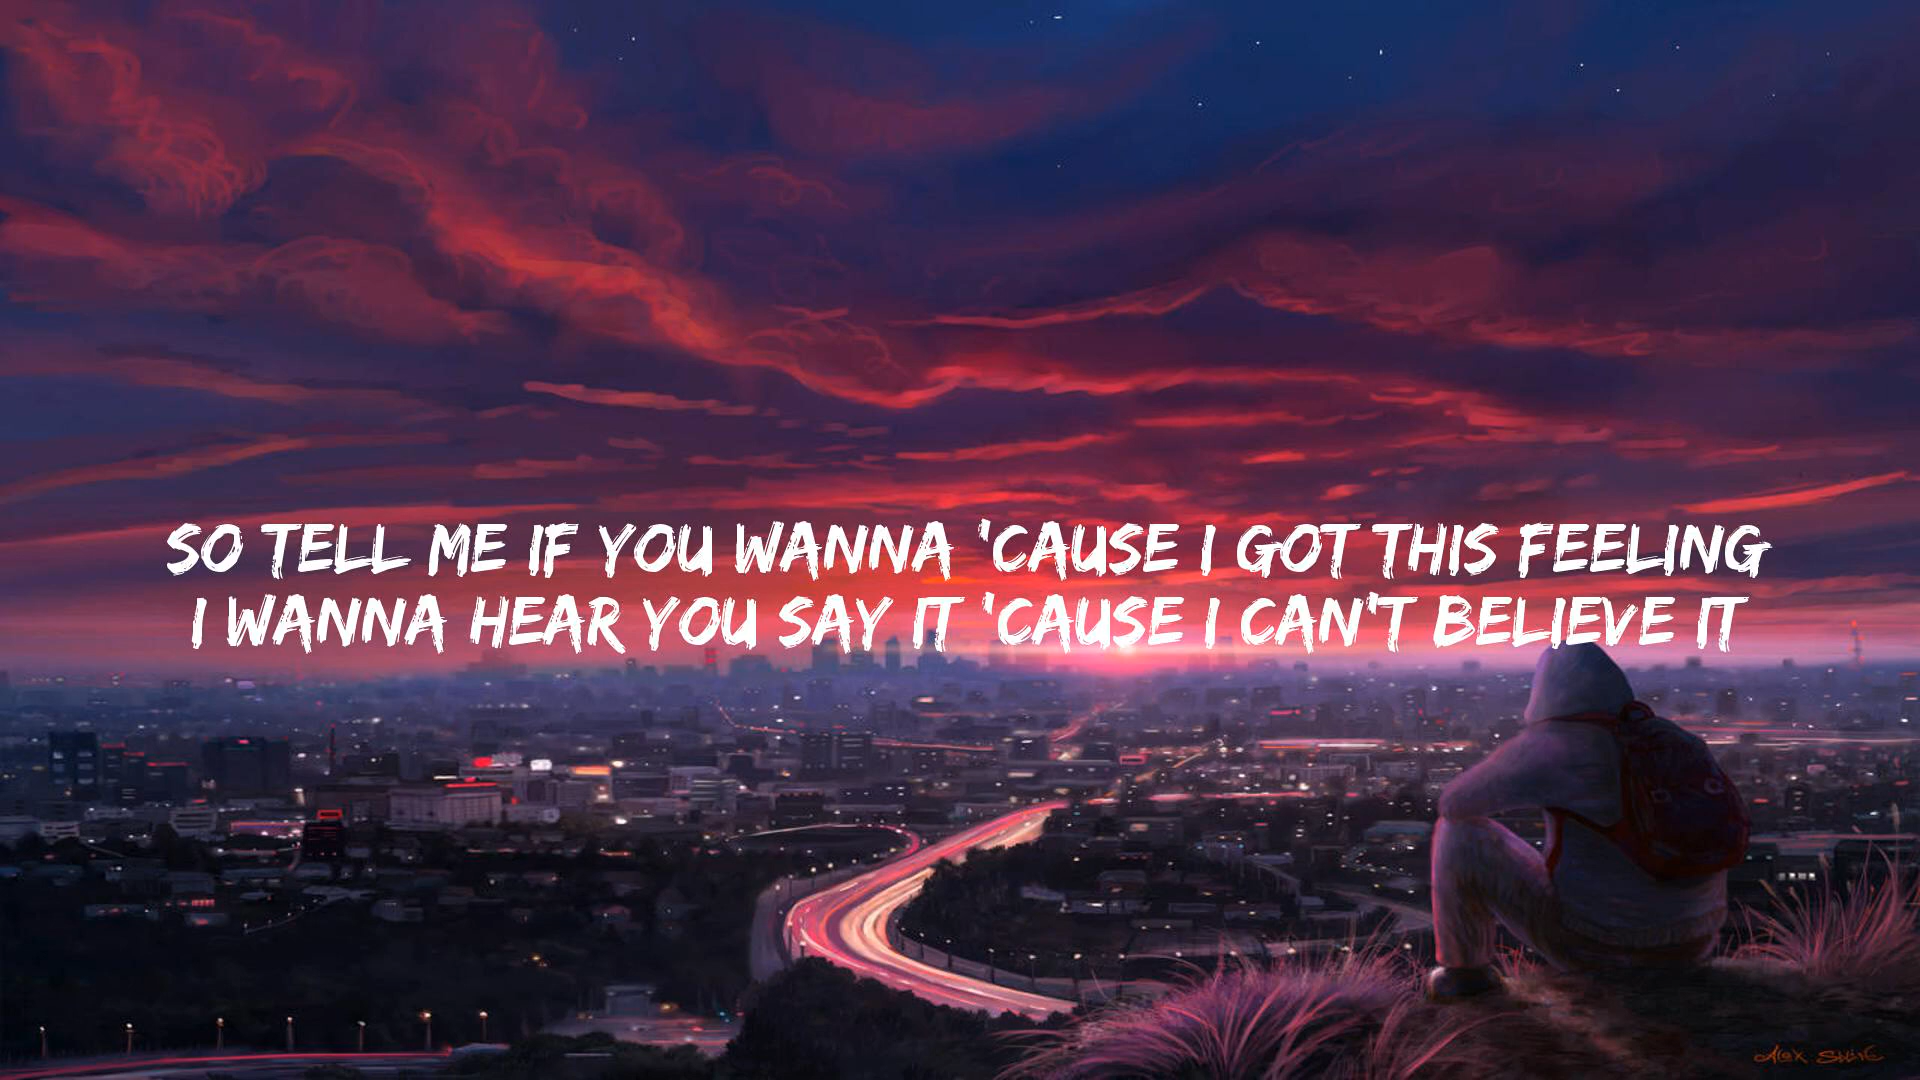 SO TELL ME IF YOU WANNA 'CAUSE I GOT THIS FEELING
I WANNA HEAR YOU SAY IT 'CAUSE I CAN'T BELIEVE IT